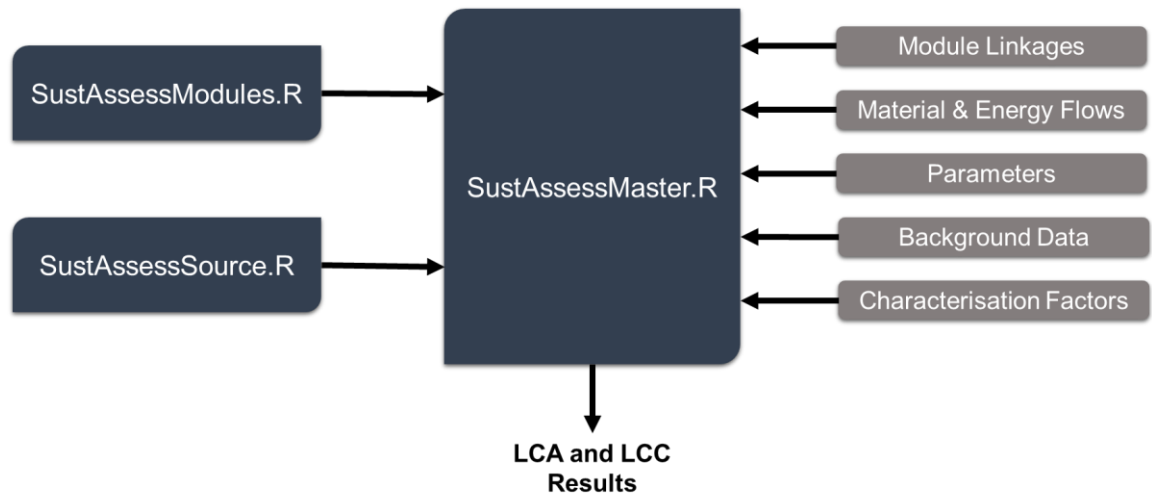 SustAssessModules.R
SustAssessSource.R
SustAssessMaster.R
Module Linkages
Material & Energy Flows
Parameters
Background Data
Characterisation Factors
LCA and LCC
Results